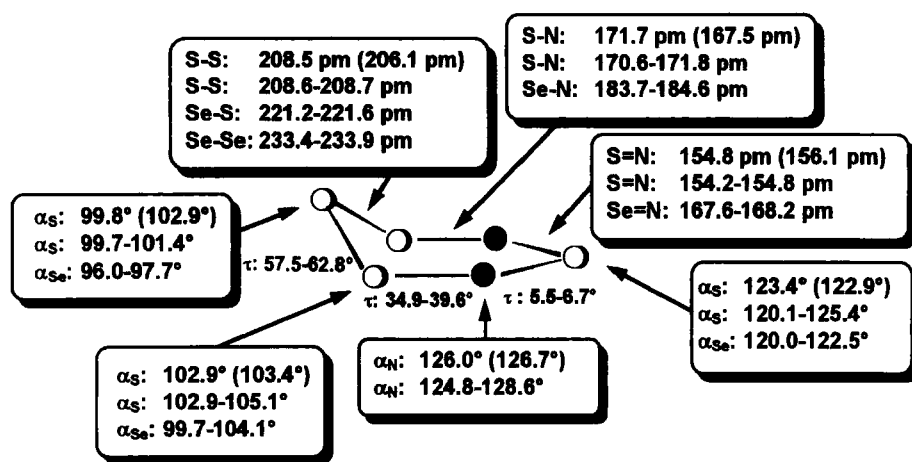 S-S: 208.5 pm (206.1 pm)
S-S: 208.6-208.7 pm
Se-S: 221.2-221.6 pm
Se-Se: 233.4-233.9 pm
S-N: 171.7 pm (167.5 pm)
S-N: 170.6-171.8 pm
Se-N: 183.7-184.6 pm
S=N: 154.8 pm (156.1 pm)
S=N: 154.2-154.8 pm
Se=N: 167.6-168.2 pm
αS: 99.8° (102.9°)
αS: 99.7-101.4°
αSe: 96.0-97.7°
τ: 57.5-62.8°
τ: 34.9-39.6°
τ : 5.5-6.7°
αS: 123.4° (122.9°)
αS: 120.1-125.4°
αSe: 120.0-122.5°
αS: 102.9° (103.4°)
αS: 102.9-105.1°
αSe: 99.7-104.1°
αN: 126.0° (126.7°)
αN: 124.8-128.6°